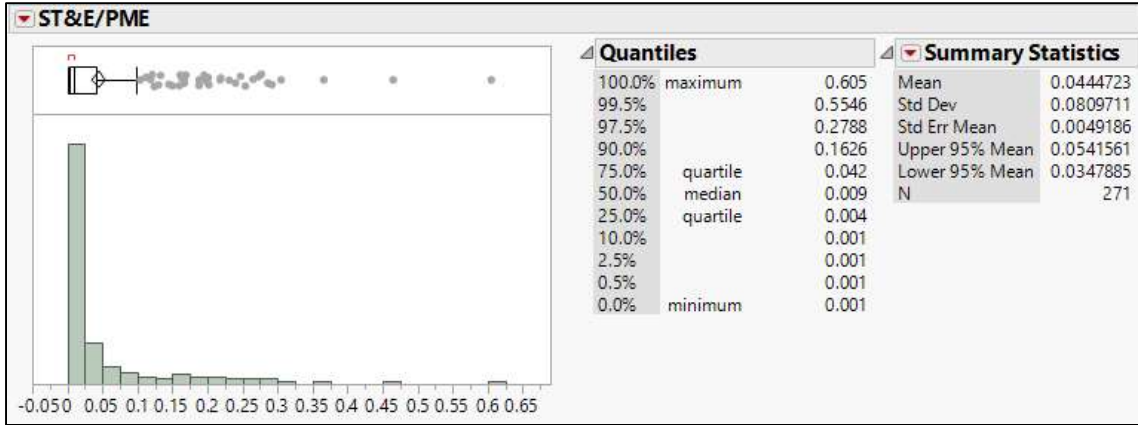 ST&E/PME
-0.050 0.05 0.1 0.15 0.2 0.25 0.3 0.35 0.4 0.45 0.5 0.55 0.6 0.65
Quantiles
100.0% maximum 0.605
99.5% 0.5546
97.5% 0.2788
90.0% 0.1626
75.0% quartile 0.042
50.0% median 0.009
25.0% quartile 0.004
10.0% 0.001
2.5% 0.001
0.5% 0.001
0.0% minimum 0.001
Summary Statistics
Mean 0.0444723
Std Dev 0.0809711
Std Err Mean 0.0049186
Upper 95% Mean 0.0541561
Lower 95% Mean 0.0347885
N 271